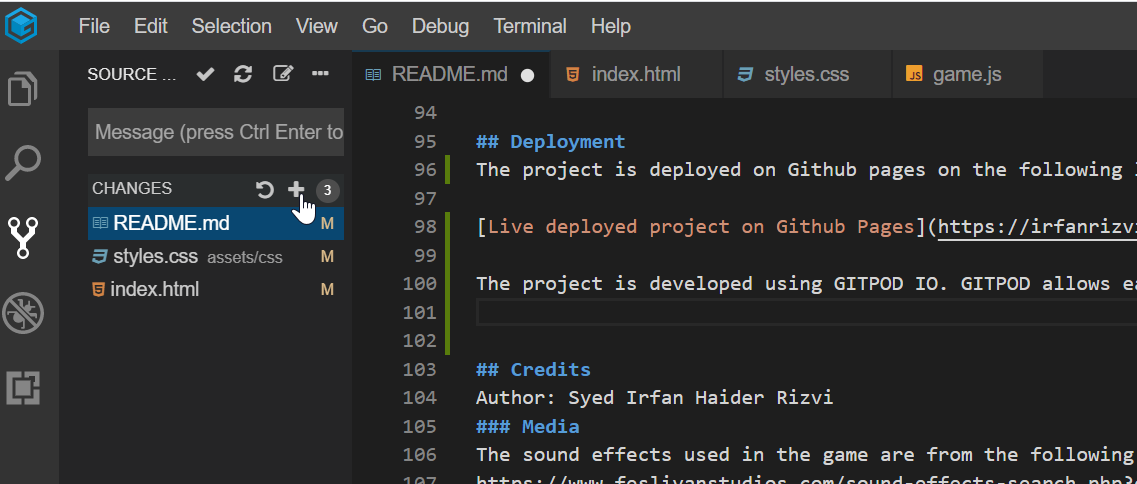 File Edit Selection View Go Debug Terminal Help
SOURCE ...
README.md index.html styles.css game.js
Message (press Ctrl Enter to
CHANGES 3
README.md M
styles.css assets/css M
index.html M
94
95 ## Deployment
96 The project is deployed on Github pages on the following
97
98 [Live deployed project on Github Pages](https://irfanrizv
99
100 The project is developed using GITPOD IO. GITPOD allows ea
101
102
103 ## Credits
104 Author: Syed Irfan Haider Rizvi
105 ### Media
106 The sound effects used in the game are from the following
107 https://www.fesliyanstudios.com/sound-effects-search.php?